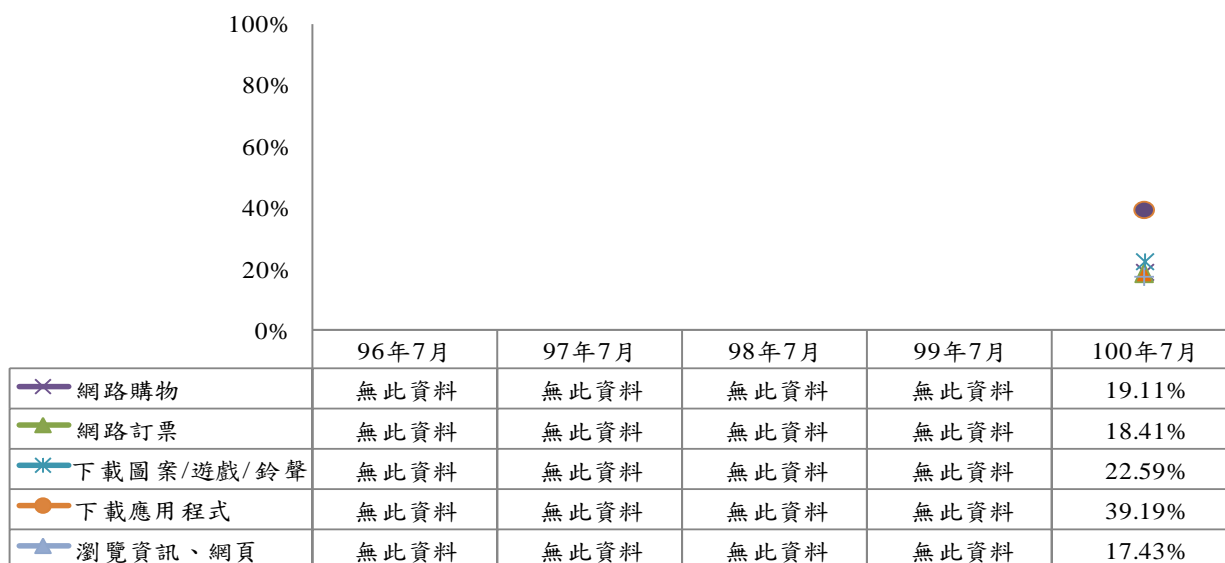 100%
80%
60%
40%
20%
0%
96年7月 97年7月 98年7月 99年7月 100年7月
網路購物 無此資料 無此資料 無此資料 無此資料 19.11%
網路訂票 無此資料 無此資料 無此資料 無此資料 18.41%
下載圖案/遊戲/鈴聲 無此資料 無此資料 無此資料 無此資料 22.59%
下載應用程式 無此資料 無此資料 無此資料 無此資料 39.19%
瀏覽資訊、網頁 無此資料 無此資料 無此資料 無此資料 17.43%